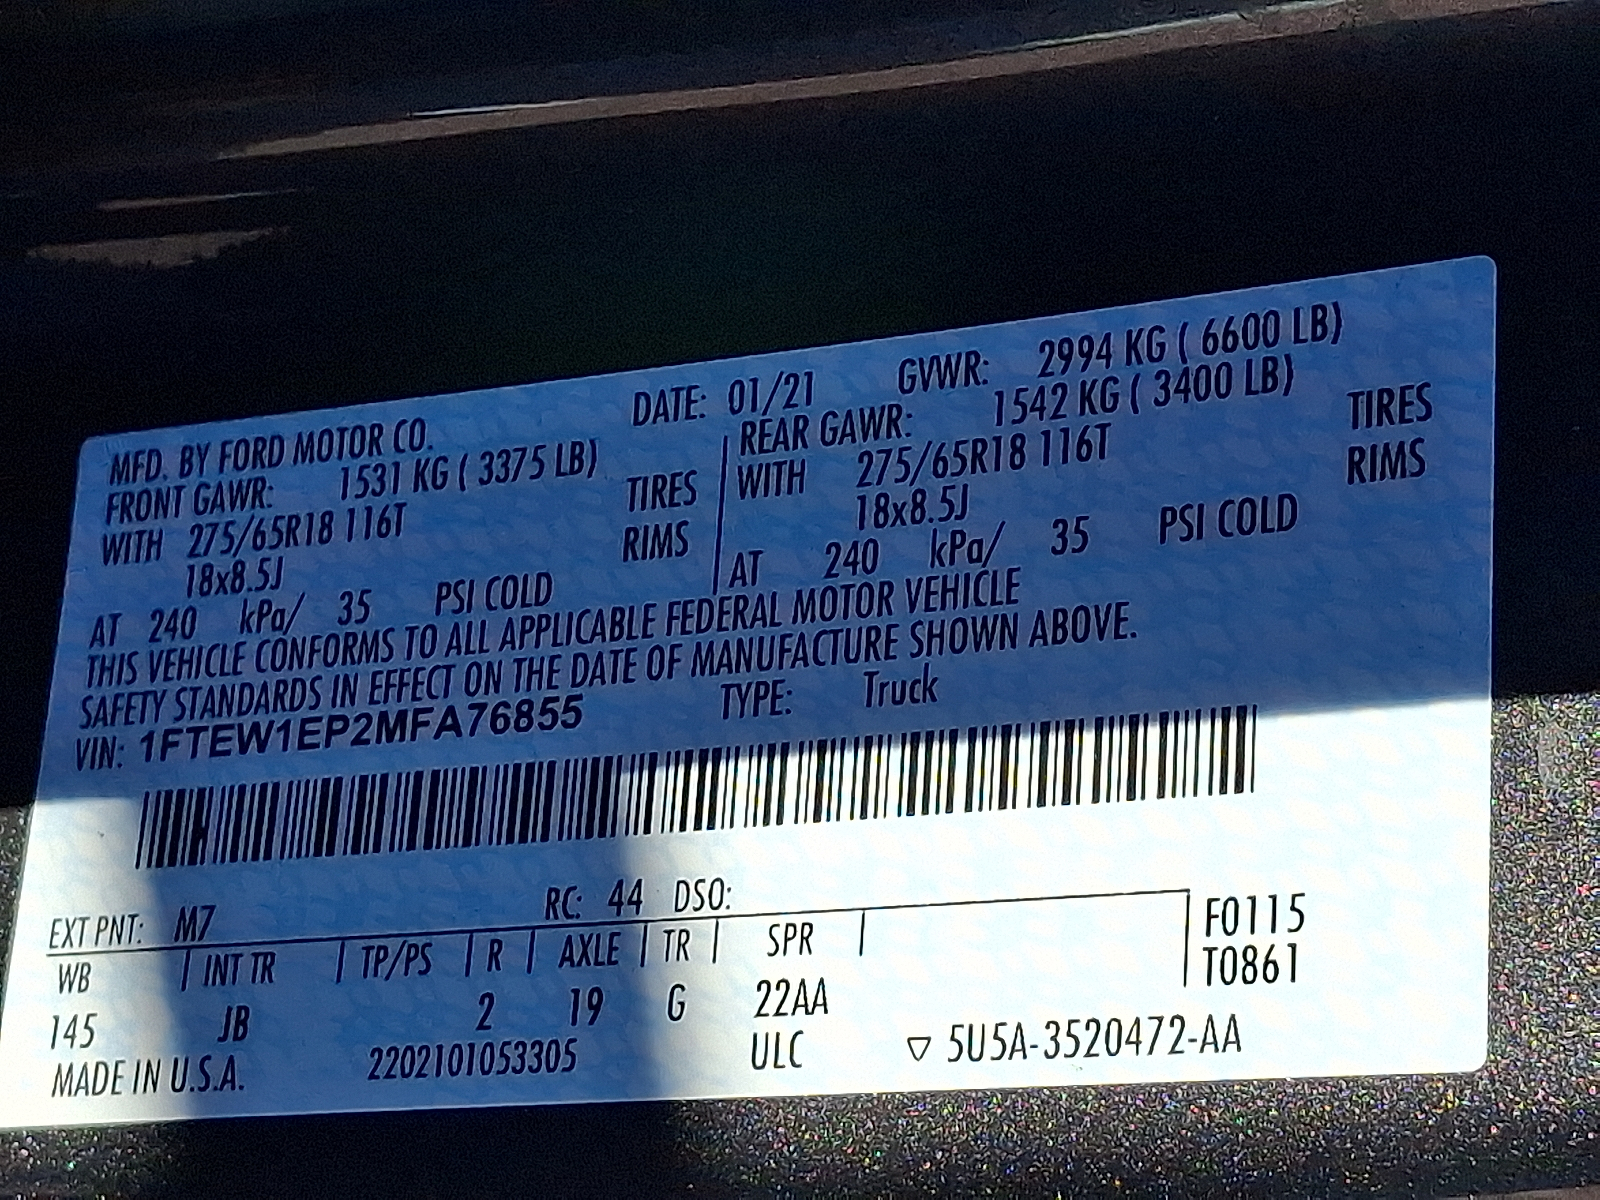 MFD. BY FORD MOTOR CO. DATE: 01/21 GVWR: 2994 KG ( 6600 LB)
FRONT GAWR: 1531 KG ( 3375 LB) REAR GAWR: 1542 KG ( 3400 LB)
WITH 275/65R18 116T TIRES WITH 275/65R18 116T TIRES
18x8.5J RIMS 18x8.5J RIMS
AT 240 kPa/ 35 PSI COLD AT 240 kPa/ 35 PSI COLD
THIS VEHICLE CONFORMS TO ALL APPLICABLE FEDERAL MOTOR VEHICLE
SAFETY STANDARDS IN EFFECT ON THE DATE OF MANUFACTURE SHOWN ABOVE.
VIN: 1FTEW1EP2MFA76855 TYPE: Truck
EXT PNT: M7 RC: 44 DSO: F0115
WB INT TR TP/PS R AXLE TR SPR T0861
145 JB 2 19 G 22AA
MADE IN U.S.A. 2202101053305 ULC ▽ 5U5A-3520472-AA